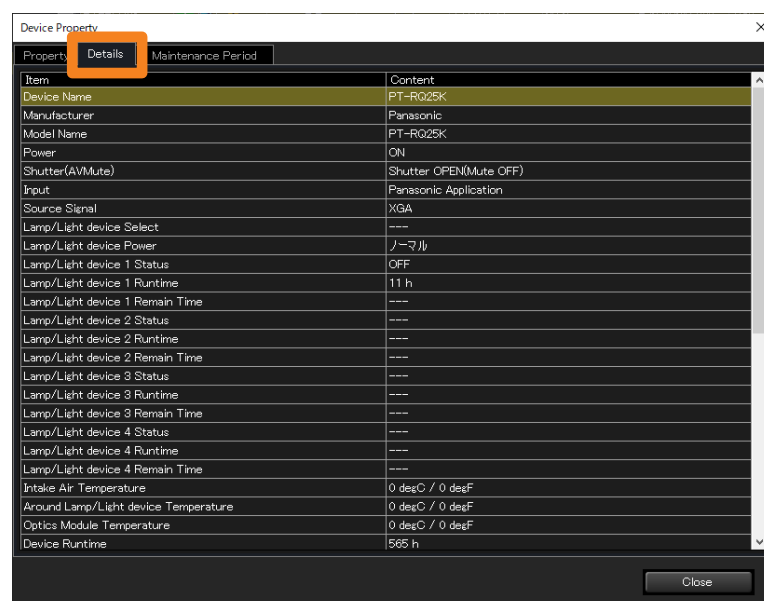 Device Property
Property Details Maintenance Period
Item Content
Device Name PT-RQ25K
Manufacturer Panasonic
Model Name PT-RQ25K
Power ON
Shutter(AVMute) Shutter OPEN(Mute OFF)
Input Panasonic Application
Source Signal XGA
Lamp/Light device Select ---
Lamp/Light device Power ノーマル
Lamp/Light device 1 Status OFF
Lamp/Light device 1 Runtime 11 h
Lamp/Light device 1 Remain Time ---
Lamp/Light device 2 Status ---
Lamp/Light device 2 Runtime ---
Lamp/Light device 2 Remain Time ---
Lamp/Light device 3 Status ---
Lamp/Light device 3 Runtime ---
Lamp/Light device 3 Remain Time ---
Lamp/Light device 4 Status ---
Lamp/Light device 4 Runtime ---
Lamp/Light device 4 Remain Time ---
Intake Air Temperature 0 degC / 0 degF
Around Lamp/Light device Temperature 0 degC / 0 degF
Optics Module Temperature 0 degC / 0 degF
Device Runtime 565 h
Close